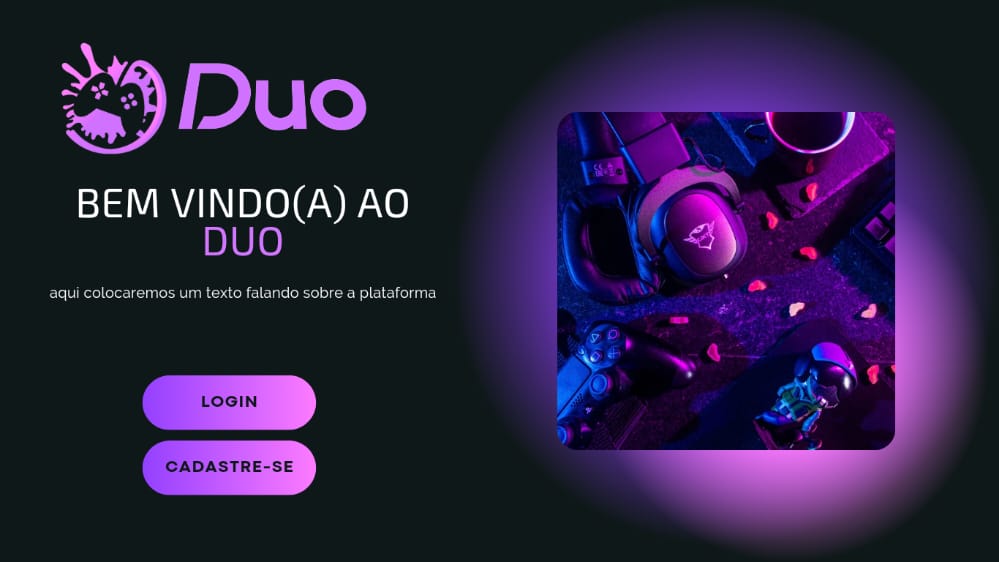 Duo
BEM VINDO(A) AO
DUO
aqui colocaremos um texto falando sobre a plataforma
LOGIN
CADASTRE-SE